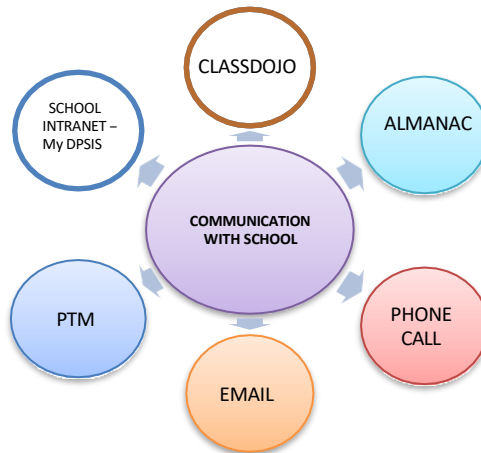 CLASSDOJO
SCHOOL
INTRANET –
My DPSIS
ALMANAC
COMMUNICATION
WITH SCHOOL
PTM
PHONE
CALL
EMAIL